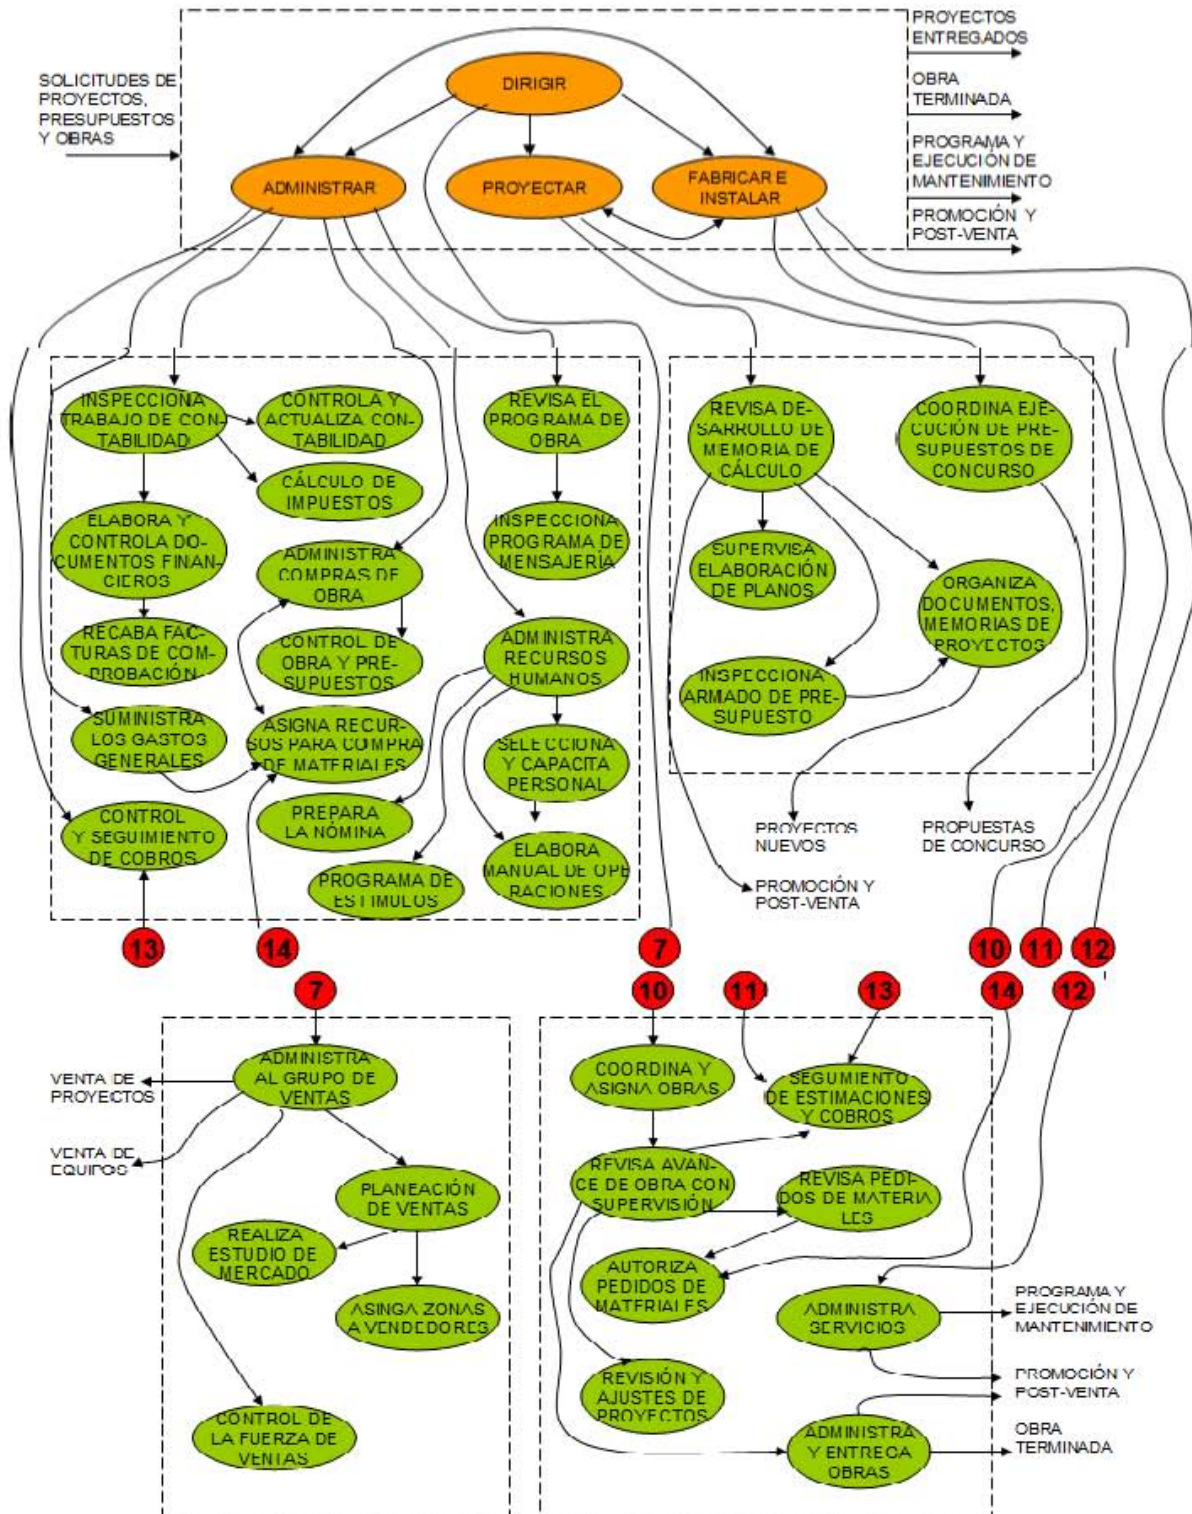 PROYECTOS
ENTREGADOS
SOLICITUDES DE
PROYECTOS,
PRESUPUESTOS
Y OBRAS
OBRA
TERMINADA
PROGRAMA Y
EJECUCIÓN DE
MANTENIMIENTO
PROMOCIÓN Y
POST-VENTA
DIRIGIR
ADMINISTRAR
PROYECTAR
FABRICAR E
INSTALAR
INSPECCIONA
TRABAJO DE CON-
TABILIDAD
CONTROLA Y
ACTUALIZA CON-
TABILIDAD
REVISA EL
PROGRAMA DE
OBRA
REVISA DE-
SARROLLO DE
MEMORIA DE
CÁLCULO
COORDINA EJE-
CUCIÓN DE PRE-
SUPUESTOS DE
CONCURSO
CÁLCULO DE
IMPUESTOS
ELABORA Y
CONTROLA DO-
CUMENTOS FINAN-
CIEROS
ADMINISTRA
COMPRAS DE
OBRA
INSPECCIONA
PROGRAMA DE
MENSAJERÍA
SUPERVISA
ELABORACIÓN
DE PLANOS
ORGANIZA
DOCUMENTOS,
MEMORIAS DE
PROYECTOS
RECABA FAC-
TURAS DE COM-
PROBACIÓN
CONTROL DE
OBRA Y PRE-
SUPUESTOS
ADMINISTRA
RECURSOS
HUMANOS
INSPECCIONA
ARMADO DE PRE-
SUPUESTO
SUMINISTRA
LOS GASTOS
GENERALES
ASIGNA RECUR-
SOS PARA COMPRA
DE MATERIALES
SELECCIONA
Y CAPACITA
PERSONAL
CONTROL
Y SEGUIMIENTO
DE COBROS
PREPARA
LA NÓMINA
PROGRAMA DE
ESTÍMULOS
ELABORA
MANUAL DE OPE
RACIONES
PROYECTOS
NUEVOS
PROPUESTAS
DE CONCURSO
PROMOCIÓN Y
POST-VENTA
13
14
7
10
11
12
7
10
11
13
14
12
ADMINISTRA
AL GRUPO DE
VENTAS
VENTA DE
PROYECTOS
VENTA DE
EQUIPOS
PLANEACIÓN
DE VENTAS
REALIZA
ESTUDIO DE
MERCADO
ASINGA ZONAS
A VENDEDORES
CONTROL DE
LA FUERZA DE
VENTAS
COORDINA Y
ASIGNA OBRAS
SEGUMIENTO
DE ESTIMACIONES
Y COBROS
REVISA AVAN-
CE DE OBRA CON
SUPERVISIÓN
REVISA PEDI-
DOS DE MATERIA
LES
AUTORIZA
PEDIDOS DE
MATERIALES
ADMINISTRA
SERVICIOS
PROGRAMA Y
EJECUCIÓN DE
MANTENIMIENTO
REVISIÓN Y
AJUSTES DE
PROYECTOS
PROMOCIÓN Y
POST-VENTA
ADMINISTRA
Y ENTREGA
OBRAS
OBRA
TERMINADA